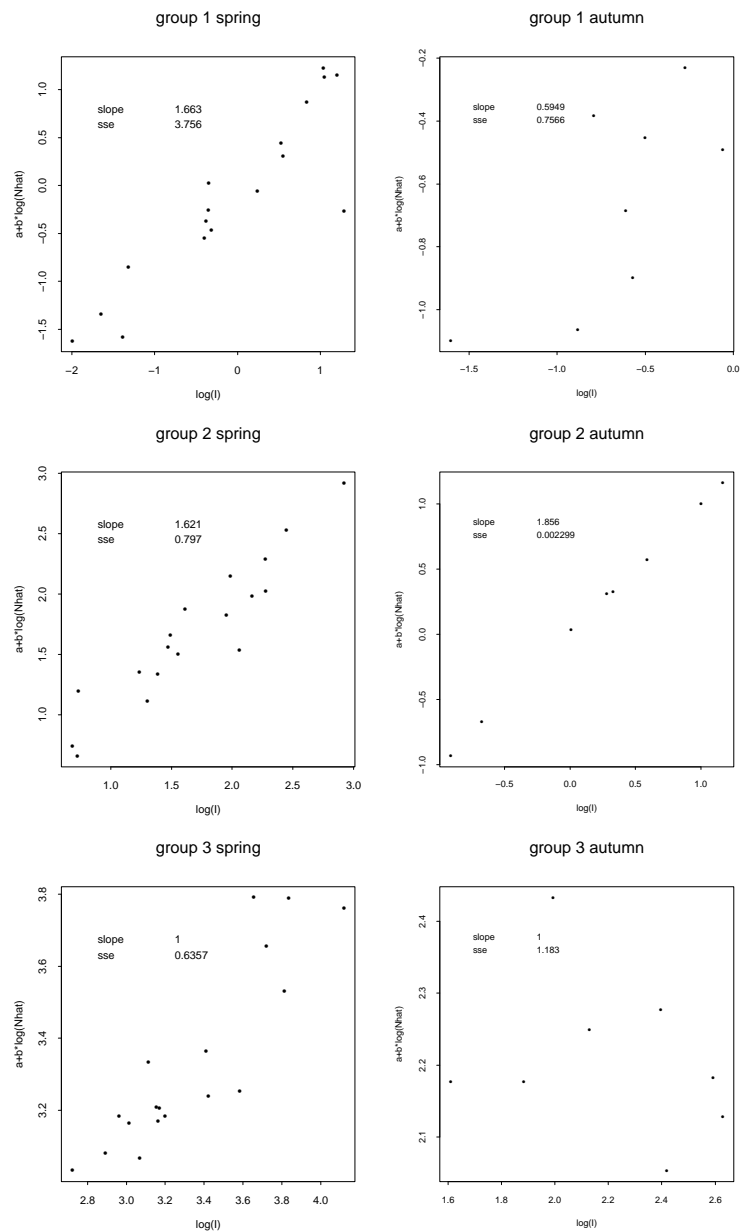 group 1 spring
slope 1.663
sse 3.756
a+b*log(Nhat)
1.0
0.5
0.0
−0.5
−1.0
−1.5
−2 −1 0 1
log(I)
group 1 autumn
slope 0.5949
sse 0.7566
a+b*log(Nhat)
−0.2
−0.4
−0.6
−0.8
−1.0
−1.5 −1.0 −0.5 0.0
log(I)
group 2 spring
slope 1.621
sse 0.797
a+b*log(Nhat)
3.0
2.5
2.0
1.5
1.0
1.0 1.5 2.0 2.5 3.0
log(I)
group 2 autumn
slope 1.856
sse 0.002299
a+b*log(Nhat)
1.0
0.5
0.0
−0.5
−1.0
−0.5 0.0 0.5 1.0
log(I)
group 3 spring
slope 1
sse 0.6357
a+b*log(Nhat)
3.8
3.6
3.4
3.2
2.8 3.0 3.2 3.4 3.6 3.8 4.0
log(I)
group 3 autumn
slope 1
sse 1.183
a+b*log(Nhat)
2.4
2.3
2.2
2.1
1.6 1.8 2.0 2.2 2.4 2.6
log(I)